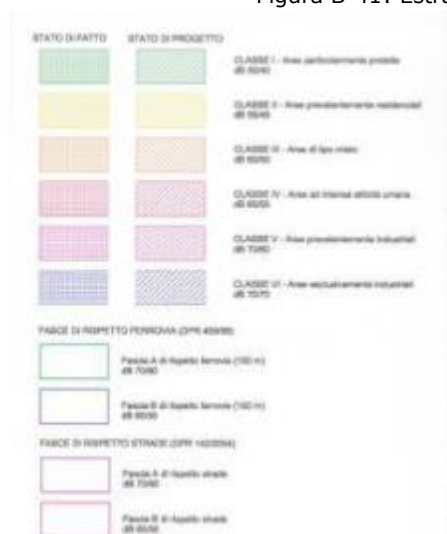 Figura B-41: Estra
STATO DI FATTO STATO DI PROGETTO
CLASSE I - Aree particolarmente protette
dB 50/40
CLASSE II - Aree prevalentemente residenziali
dB 55/45
CLASSE III - Aree di tipo misto
dB 60/50
CLASSE IV - Aree ad intensa attività umana
dB 65/55
CLASSE V - Aree prevalentemente industriali
dB 70/60
CLASSE VI - Aree esclusivamente industriali
dB 70/70
FASCE DI RISPETTO FERROVIA (DPR 459/98)
Fascia A di rispetto ferrovia (100 m)
dB 70/60
Fascia B di rispetto ferrovia (150 m)
dB 65/55
FASCE DI RISPETTO STRADE (DPR 142/2004)
Fascia A di rispetto strade
dB 70/60
Fascia B di rispetto strade
dB 65/55